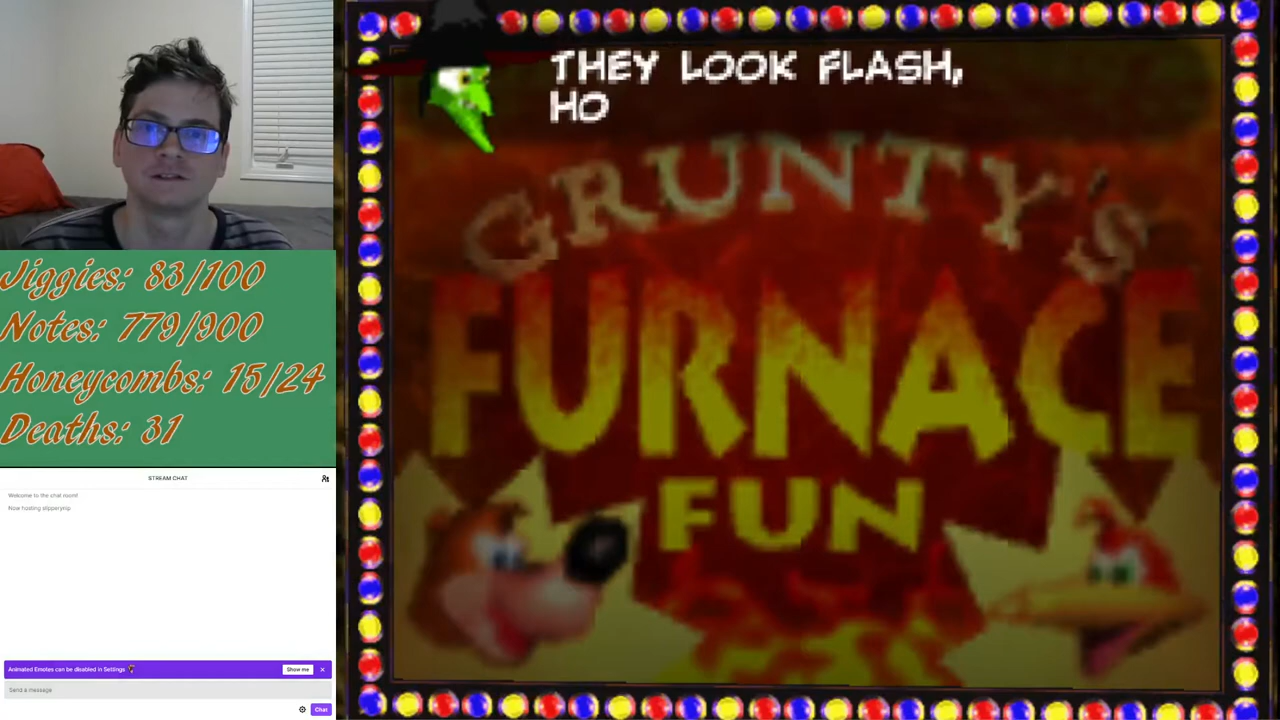 THEY LOOK FLASH,
HO
GRUNTY'S
FURNACE
FUN
Jiggies: 83/100
Notes: 779/900
Honeycombs: 15/24
Deaths: 31
STREAM CHAT
Welcome to the chat room!
Now hosting slipperynip.
Animated Emotes can be disabled in Settings
Show me
Send a message
Chat